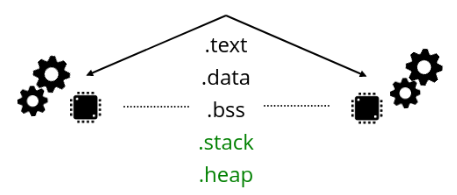 .text
.data
.bss
.stack
.heap